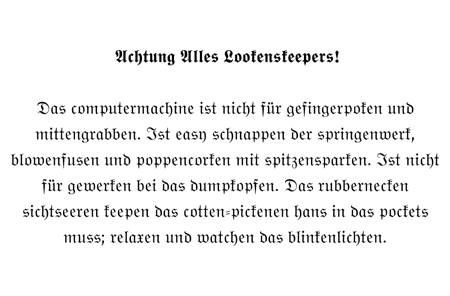 Achtung Alles Lookenskeepers!
Das computermachine ist nicht für gefingerpoken und
mittengrabben. Ist easy schnappen der springenwerk,
blowenfusen und poppencorken mit spitzensparken. Ist nicht
für gewerken bei das dumpkopfen. Das rubbernecken
sichtseeren keepen das cotten-pickenen hans in das pockets
muss; relaxen und watchen das blinkenlichten.